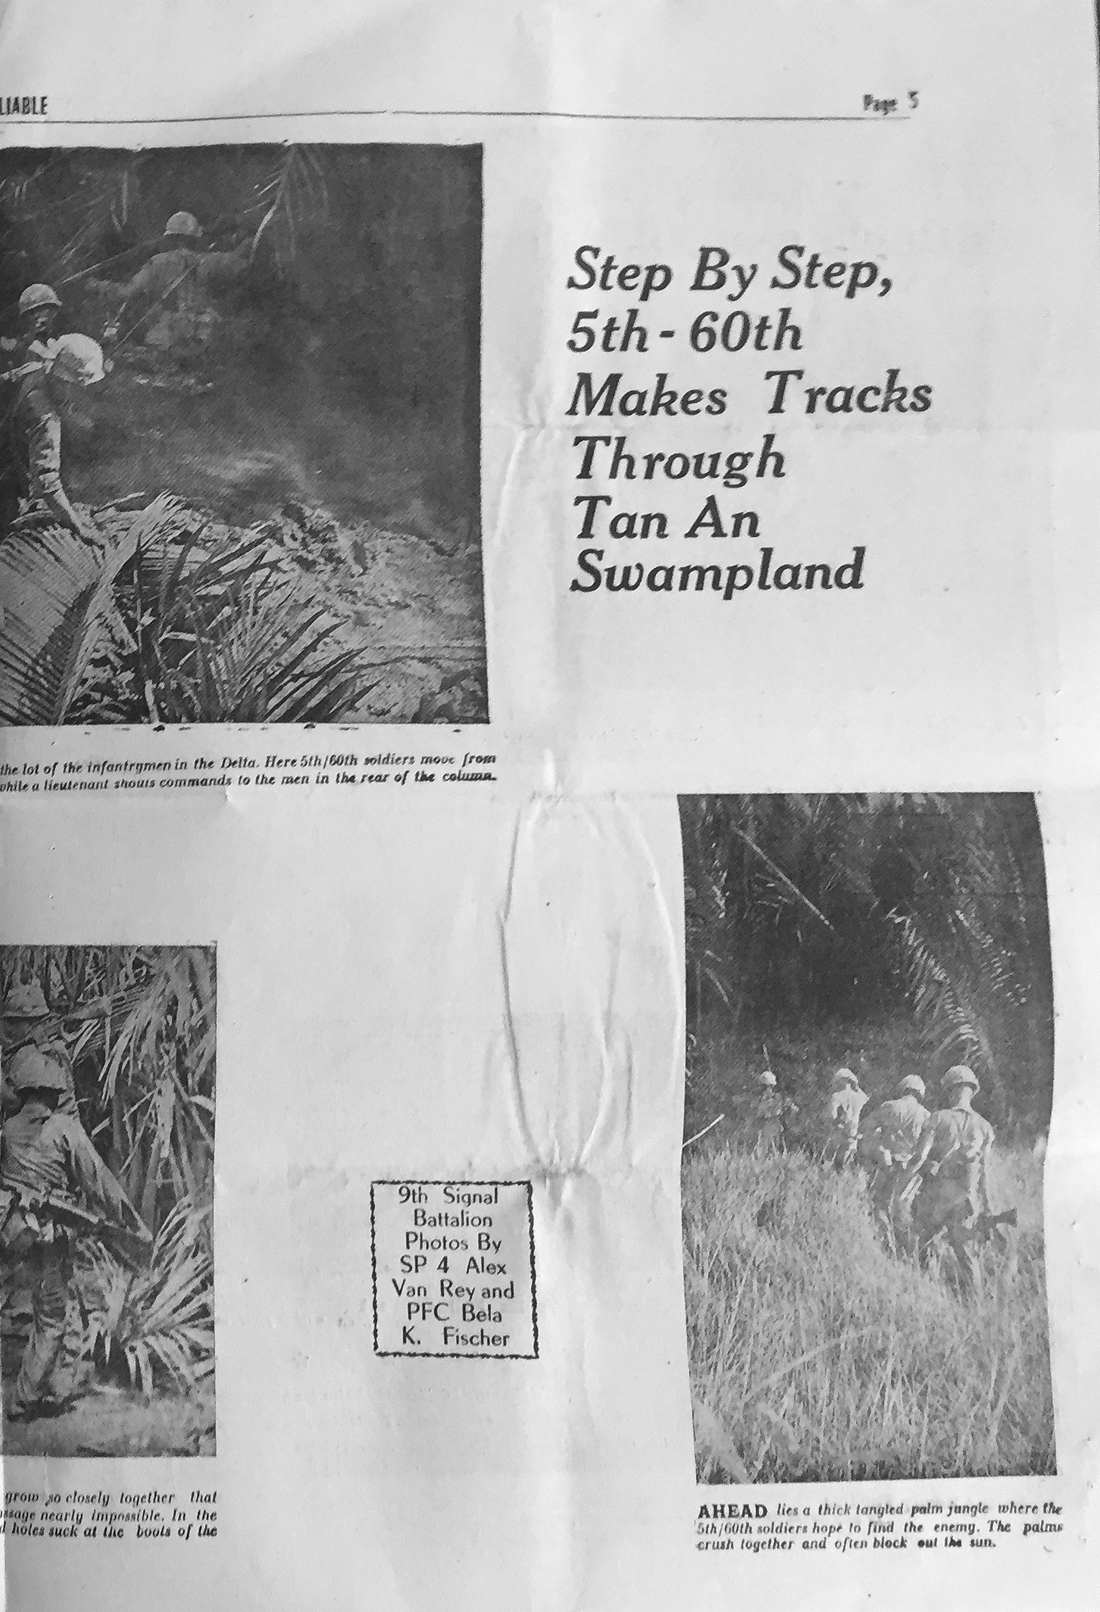 LIABLE
Page 5
Step By Step,
5th - 60th
Makes Tracks
Through
Tan An
Swampland
the lot of the infantrymen in the Delta. Here 5th/60th soldiers move from
while a lieutenant shouts commands to the men in the rear of the column.
9th Signal
Battalion
Photos By
SP 4 Alex
Van Rey and
PFC Bela
K. Fischer
grow so closely together that
ssage nearly impossible. In the
holes suck at the boots of the
AHEAD lies a thick tangled palm jungle where the
5th/60th soldiers hope to find the enemy. The palms
crush together and often block out the sun.